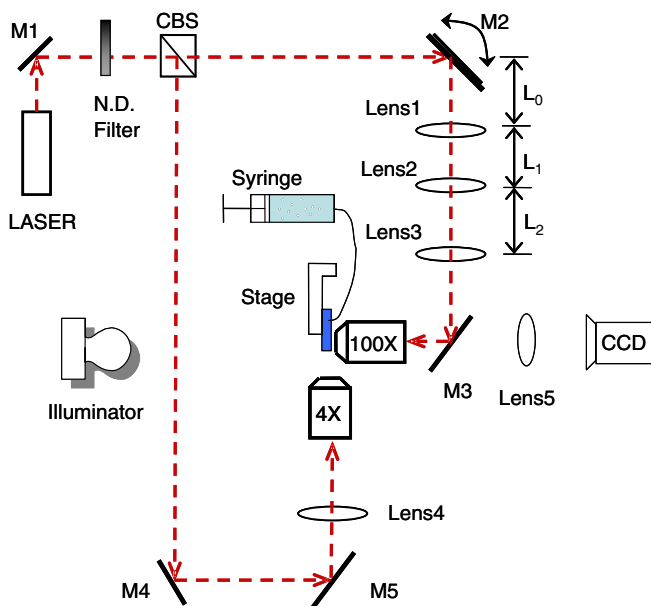 CBS
M1
M2
N.D.
Filter
Lens1
L0
Lens2
L1
Syringe
LASER
Lens3
L2
Stage
100X
CCD
M3
Lens5
Illuminator
4X
Lens4
M4
M5